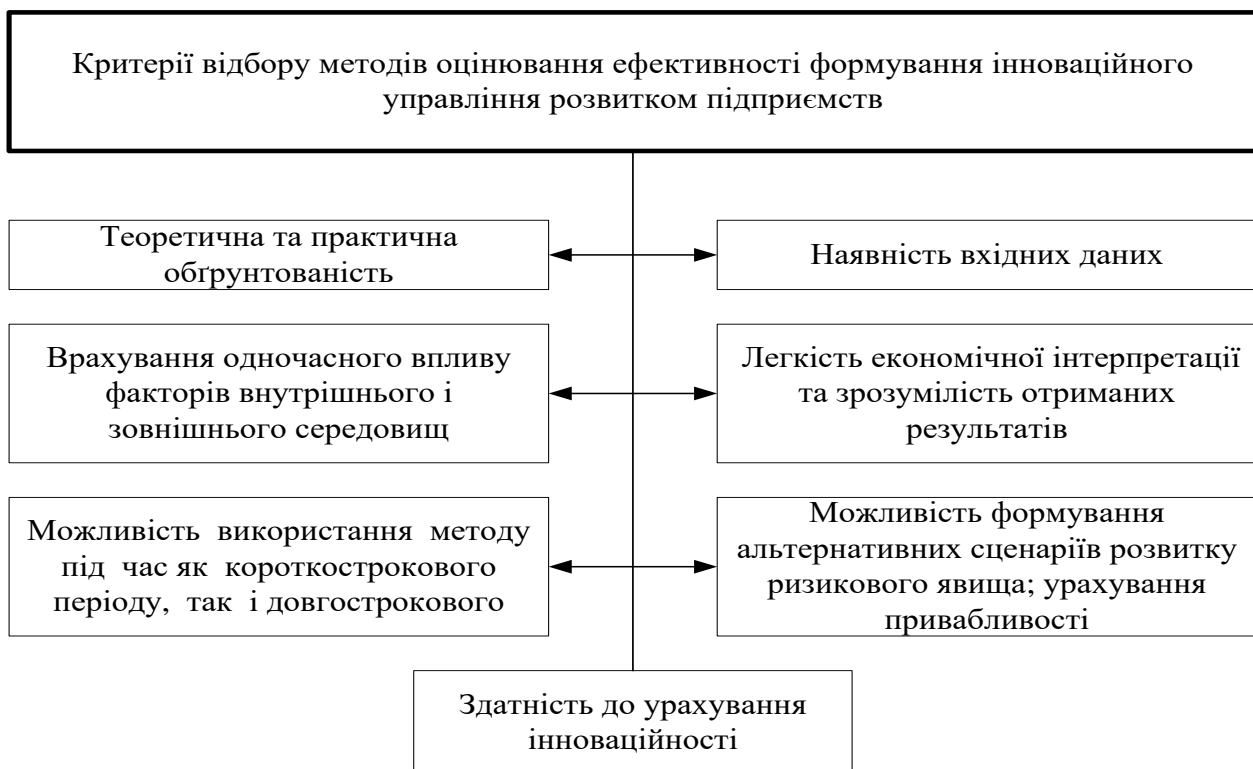 Критерії відбору методів оцінювання ефективності формування інноваційного
управління розвитком підприємств
Теоретична та практична
обґрунтованість
Наявність вхідних даних
Врахування одночасного впливу
факторів внутрішнього і
зовнішнього середовищ
Легкість економічної інтерпретації
та зрозумілість отриманих
результатів
Можливість використання методу
під час як короткострокового
періоду, так і довгострокового
Можливість формування
альтернативних сценаріїв розвитку
ризикового явища; урахування
привабливості
Здатність до урахування
інноваційності